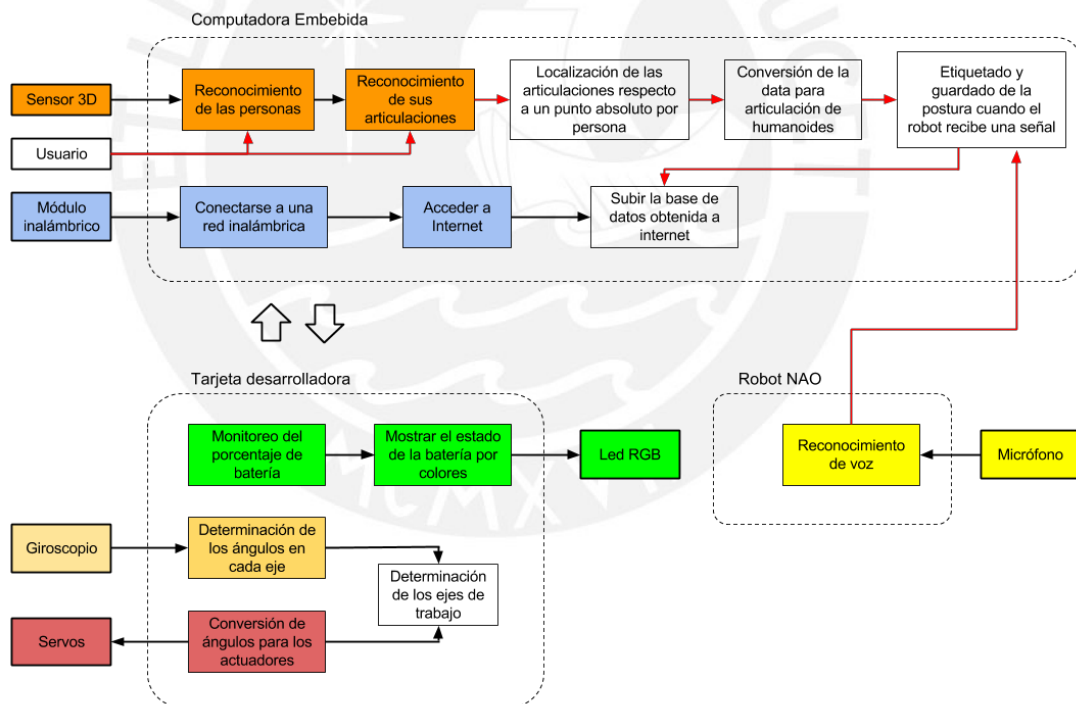 Computadora Embebida
Sensor 3D
Reconocimiento
de las personas
Reconocimiento
de sus
articulaciones
Localización de las
articulaciones respecto
a un punto absoluto por
persona
Conversión de la
data para
articulación de
humanoides
Etiquetado y
guardado de la
postura cuando el
robot recibe una señal
Usuario
Módulo
inalámbrico
Conectarse a una
red inalámbrica
Acceder a
Internet
Subir la base de
datos obtenida a
internet
Tarjeta desarrolladora
Robot NAO
Monitoreo del
porcentaje de
batería
Mostrar el estado
de la batería por
colores
Led RGB
Reconocimiento
de voz
Micrófono
Giroscopio
Determinación de
los ángulos en
cada eje
Determinación
de los ejes de
trabajo
Servos
Conversión de
ángulos para los
actuadores